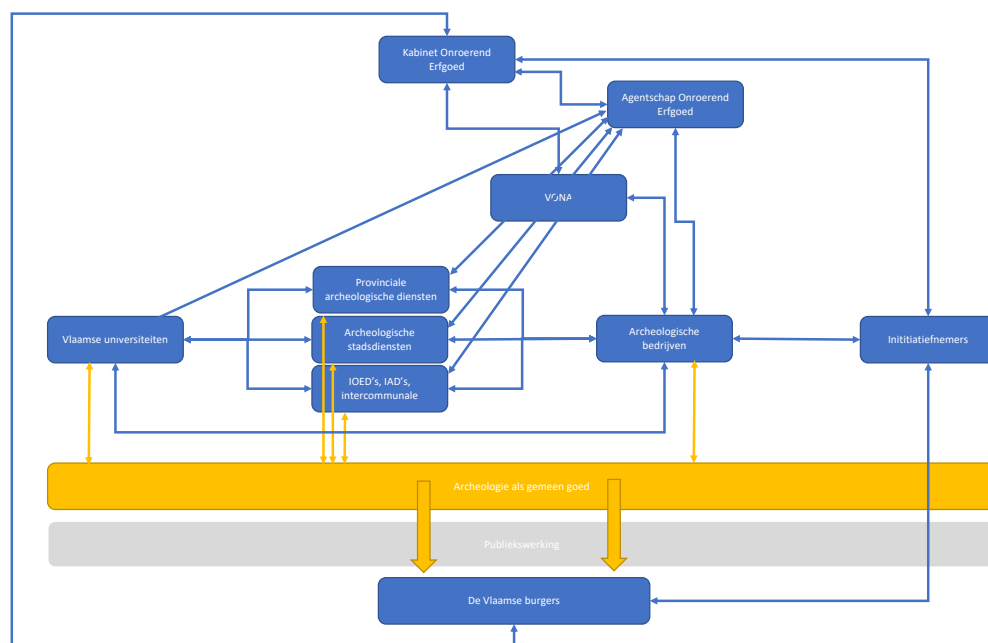 Kabinet Onroerend
Erfgoed
Agentschap Onroerend
Erfgoed
VONA
Provinciale
archeologische diensten
Vlaamse universiteiten
Archeologische
stadsdiensten
Archeologische
bedrijven
Inititiatiefnemers
IOED's, IAD's,
intercommunale
Archeologie als gemeen goed
Publiekswerking
De Vlaamse burgers